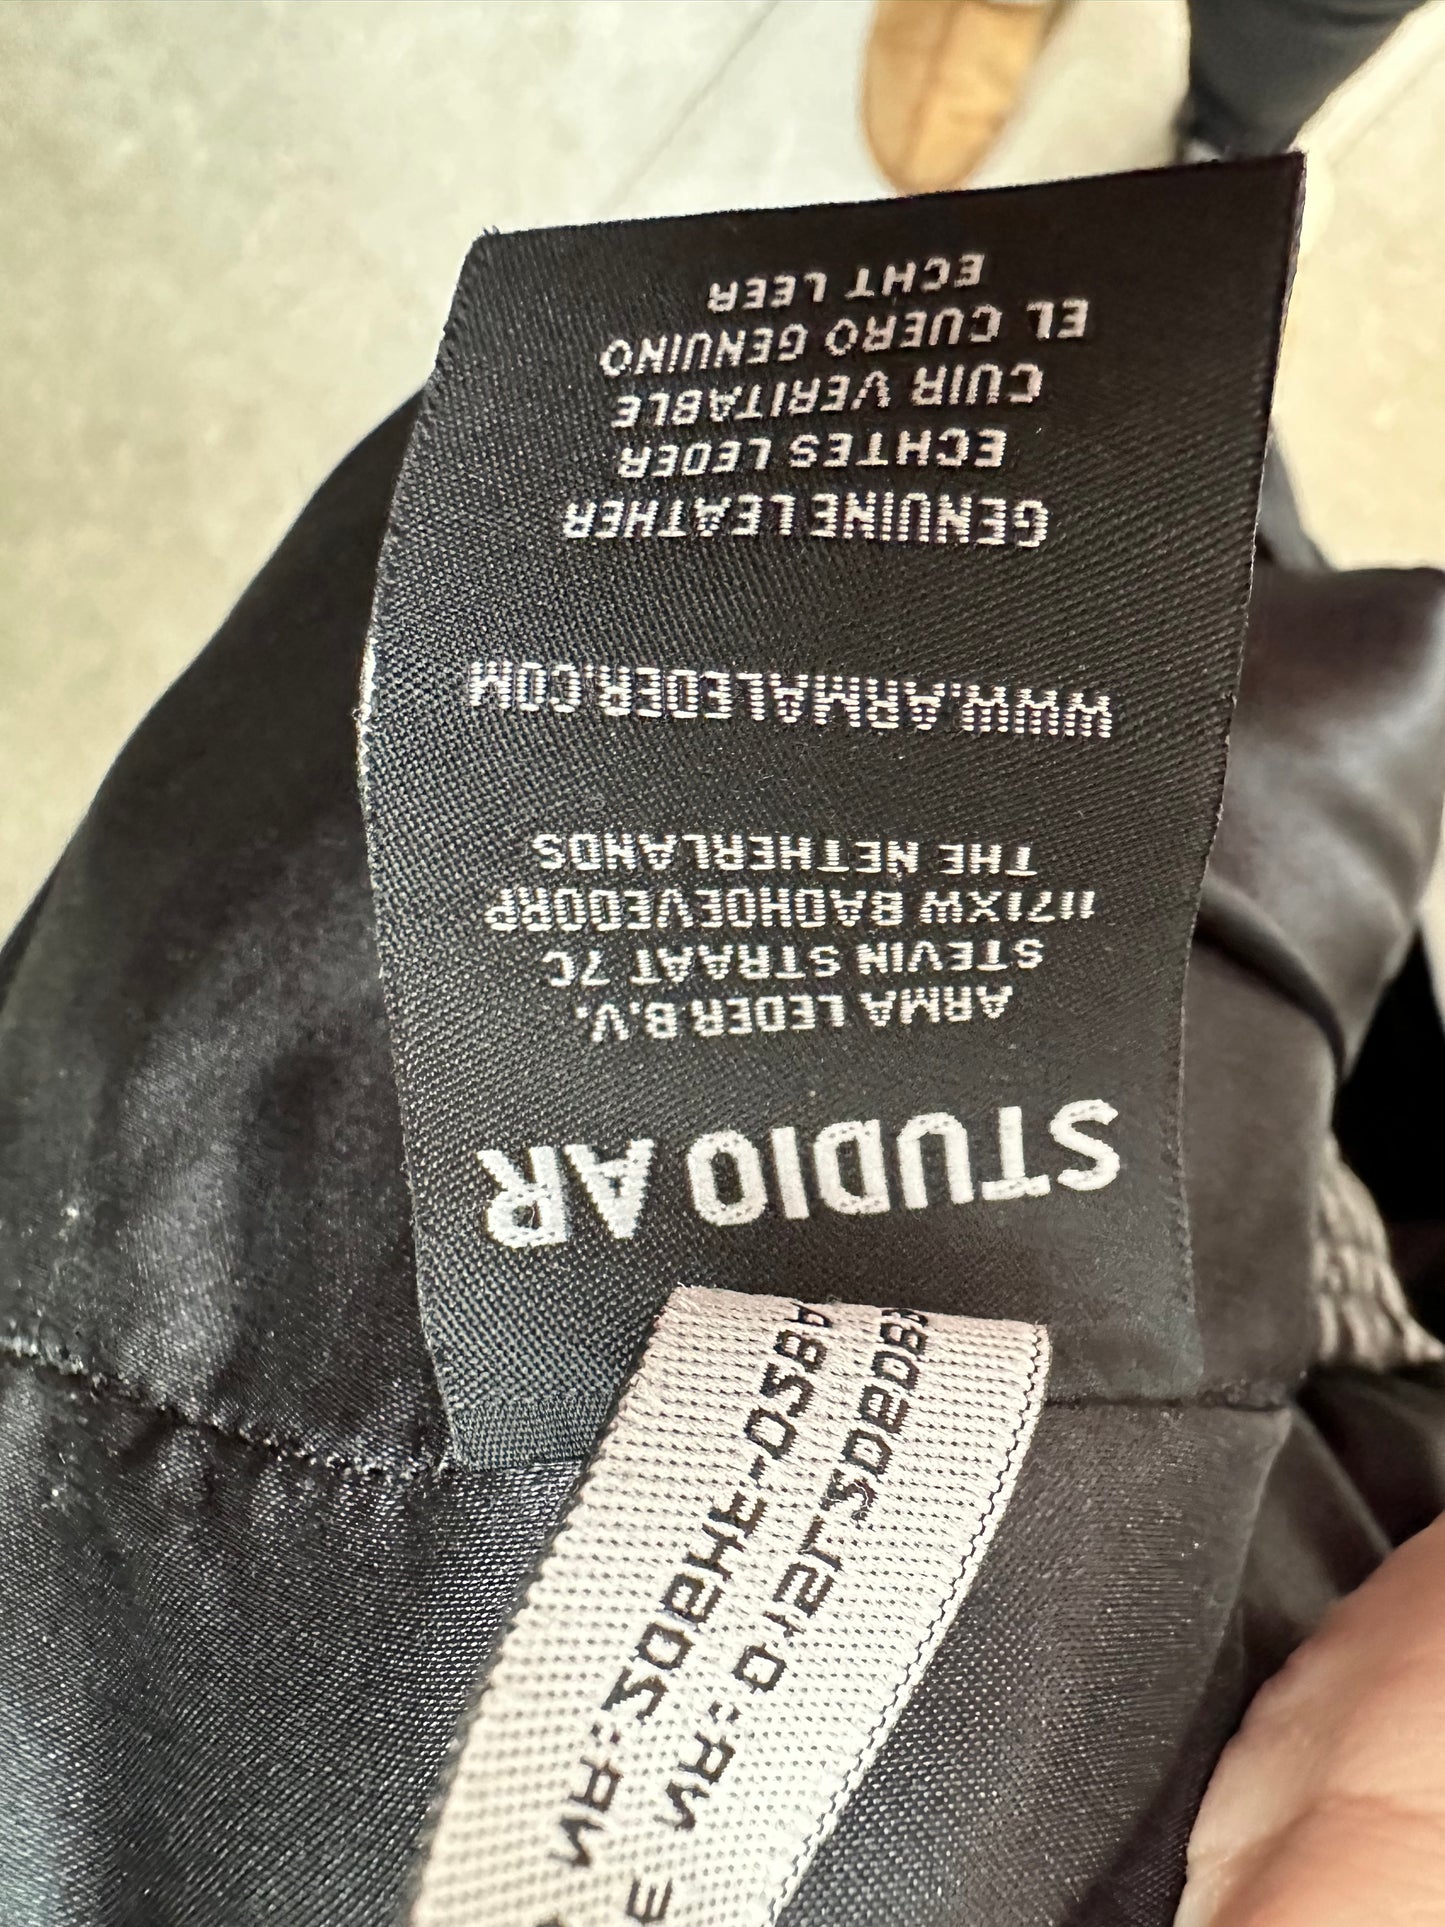 STUDIO AR
ARMA LEDER B.V.
STEVIN STRAAT 7C
1171XW BADHOEVEDORP
THE NETHERLANDS
WWW.ARMALEDER.COM
GENUINE LEATHER
ECHTES LEDER
CUIR VERITABLE
EL CUERO GENUINO
ECHT LEER